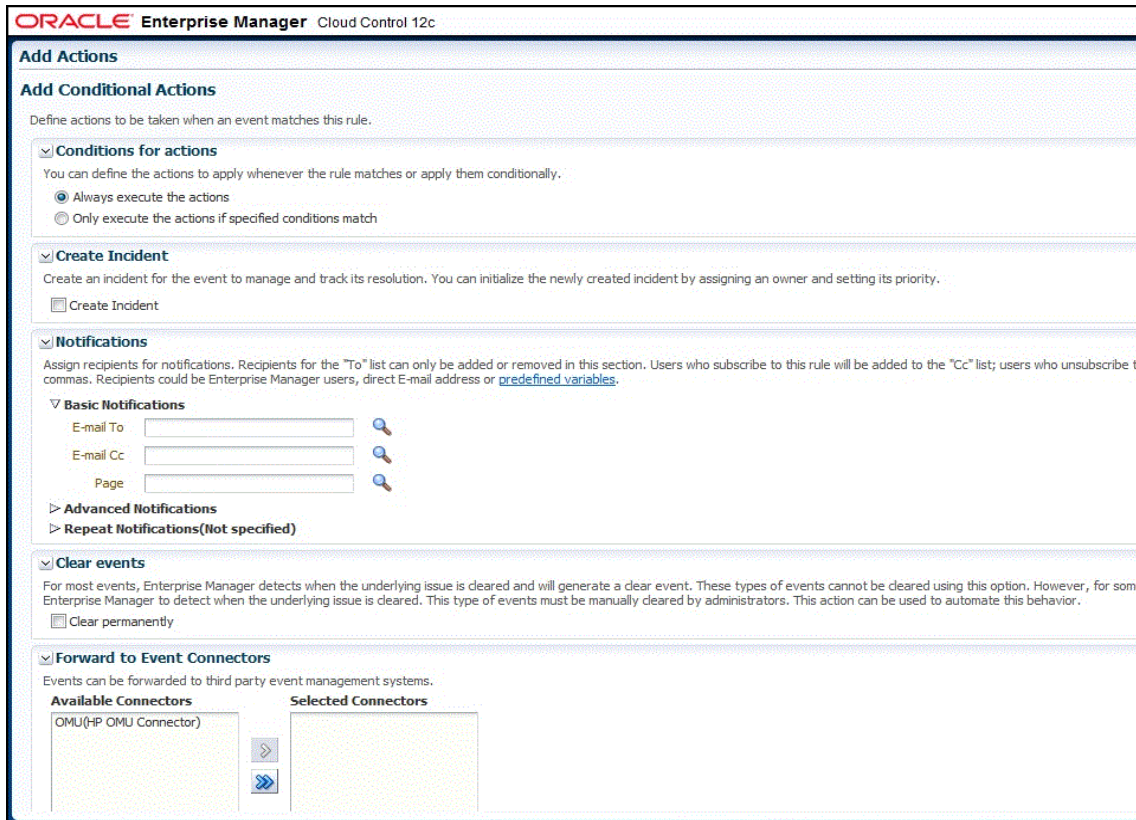 ORACLE Enterprise Manager Cloud Control 12c
Add Actions
Add Conditional Actions
Define actions to be taken when an event matches this rule.
Conditions for actions
You can define the actions to apply whenever the rule matches or apply them conditionally.
Always execute the actions
Only execute the actions if specified conditions match
Create Incident
Create an incident for the event to manage and track its resolution. You can initialize the newly created incident by assigning an owner and setting its priority.
Create Incident
Notifications
Assign recipients for notifications. Recipients for the "To" list can only be added or removed in this section. Users who subscribe to this rule will be added to the "Cc" list; users who unsubscribe t
commas. Recipients could be Enterprise Manager users, direct E-mail address or predefined variables.
Basic Notifications
E-mail To
E-mail Cc
Page
Advanced Notifications
Repeat Notifications(Not specified)
Clear events
For most events, Enterprise Manager detects when the underlying issue is cleared and will generate a clear event. These types of events cannot be cleared using this option. However, for som
Enterprise Manager to detect when the underlying issue is cleared. This type of events must be manually cleared by administrators. This action can be used to automate this behavior.
Clear permanently
Forward to Event Connectors
Events can be forwarded to third party event management systems.
Available Connectors Selected Connectors
OMU(HP OMU Connector)